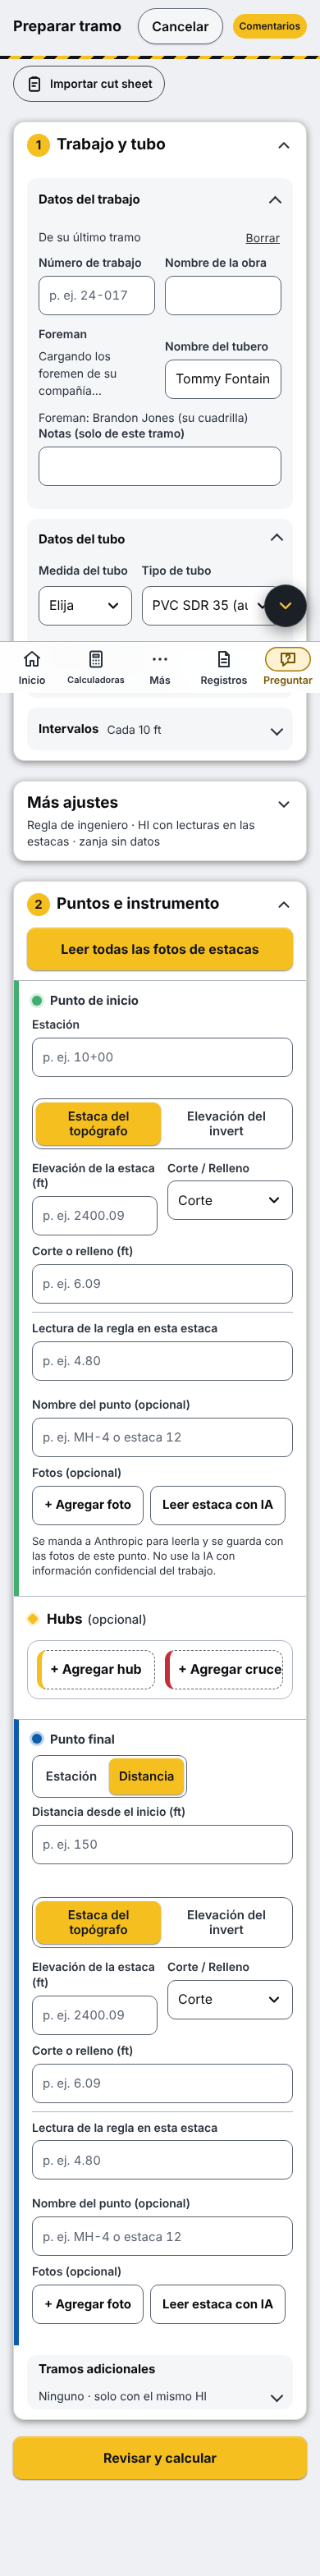 Preparar tramo
Cancelar
Comentarios
Importar cut sheet
1 Trabajo y tubo
Datos del trabajo
De su último tramo
Borrar
Número de trabajo
Nombre de la obra
p. ej. 24-017
Foreman
Cargando los
foremen de su
compañía...
Nombre del tubero
Tommy Fontain
Foreman: Brandon Jones (su cuadrilla)
Notas (solo de este tramo)
Datos del tubo
Medida del tubo
Tipo de tubo
Elija
PVC SDR 35 (au
Inicio
Calculadoras
Más
Registros
Preguntar
Intervalos Cada 10 ft
Más ajustes
Regla de ingeniero · HI con lecturas en las
estacas · zanja sin datos
2 Puntos e instrumento
Leer todas las fotos de estacas
Punto de inicio
Estación
p. ej. 10+00
Estaca del
topógrafo
Elevación del
invert
Elevación de la estaca
(ft)
Corte / Relleno
p. ej. 2400.09
Corte
Corte o relleno (ft)
p. ej. 6.09
Lectura de la regla en esta estaca
p. ej. 4.80
Nombre del punto (opcional)
p. ej. MH-4 o estaca 12
Fotos (opcional)
+ Agregar foto
Leer estaca con IA
Se manda a Anthropic para leerla y se guarda con
las fotos de este punto. No use la IA con
información confidencial del trabajo.
Hubs (opcional)
+ Agregar hub
+ Agregar cruce
Punto final
Estación
Distancia
Distancia desde el inicio (ft)
p. ej. 150
Estaca del
topógrafo
Elevación del
invert
Elevación de la estaca
(ft)
Corte / Relleno
p. ej. 2400.09
Corte
Corte o relleno (ft)
p. ej. 6.09
Lectura de la regla en esta estaca
p. ej. 4.80
Nombre del punto (opcional)
p. ej. MH-4 o estaca 12
Fotos (opcional)
+ Agregar foto
Leer estaca con IA
Tramos adicionales
Ninguno · solo con el mismo HI
Revisar y calcular